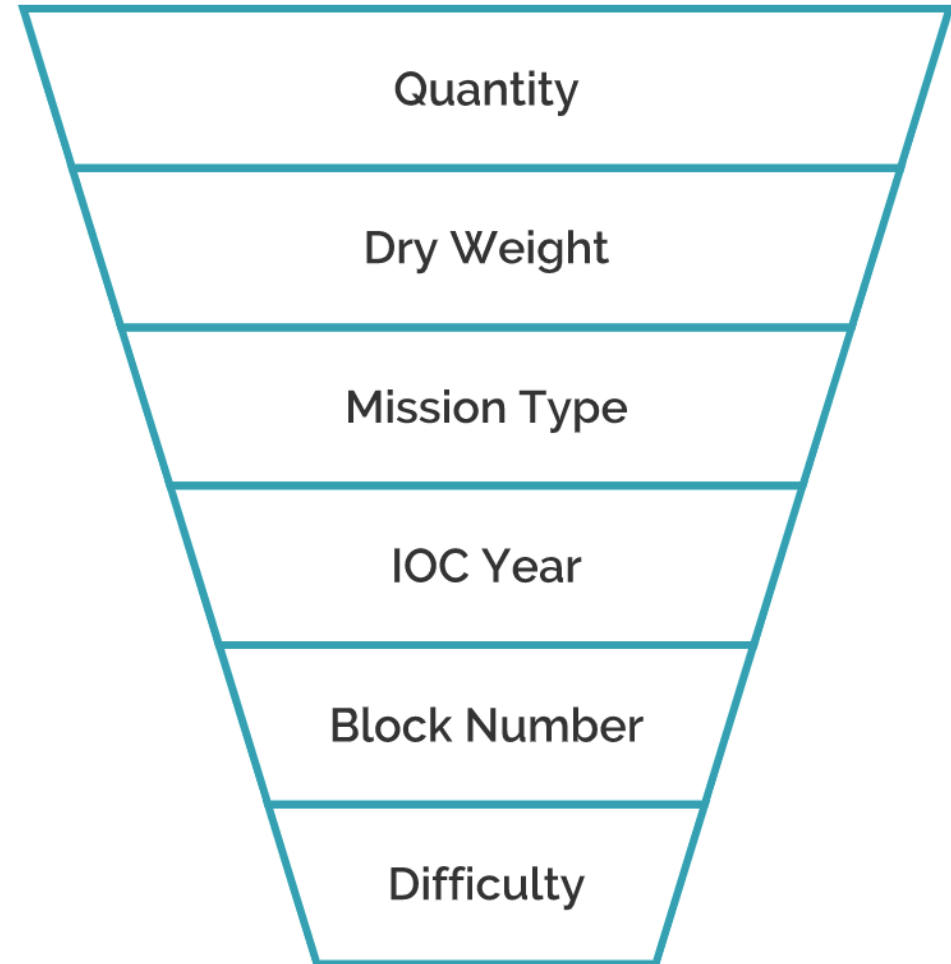 Quantity
Dry Weight
Mission Type
IOC Year
Block Number
Difficulty